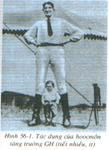 Hình 56-1. Tác dụng của hoocmôn
tăng trưởng GH (tiết nhiều, ít)